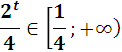 2^t/4 ∈ [1/4 ; +∞)